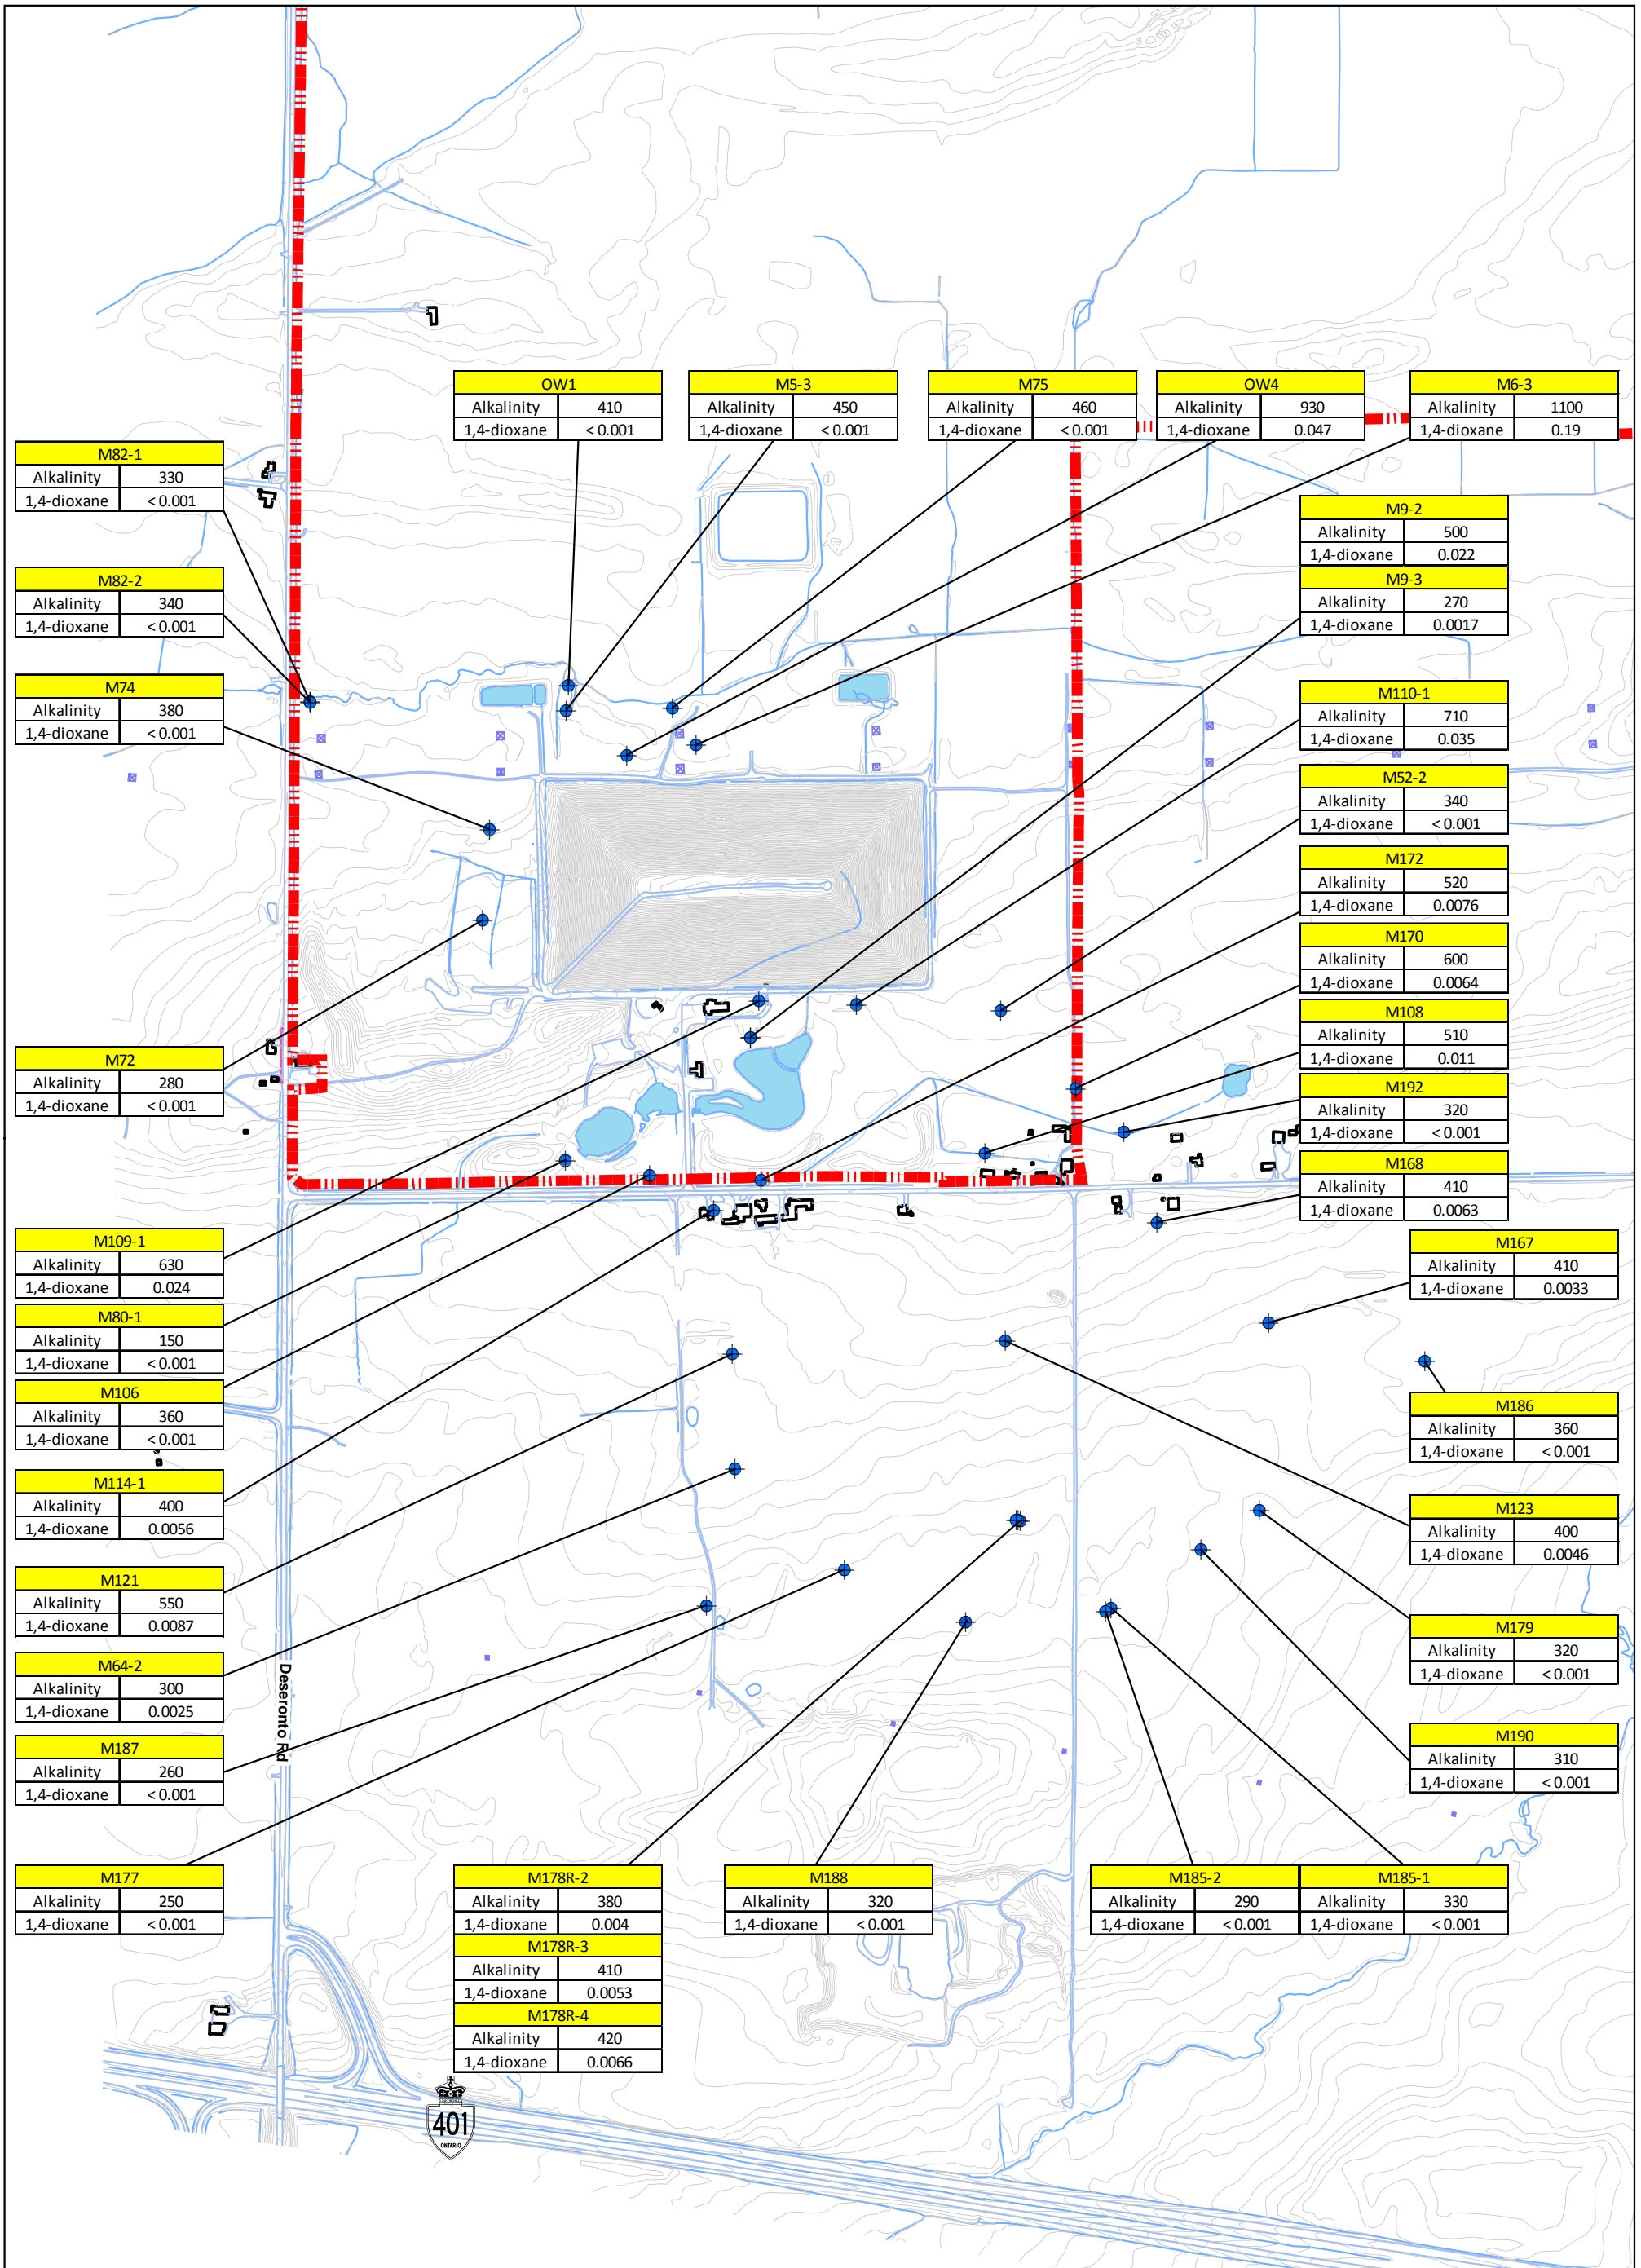 OW1
Alkalinity 410
1,4-dioxane < 0.001
M5-3
Alkalinity 450
1,4-dioxane < 0.001
M75
Alkalinity 460
1,4-dioxane < 0.001
OW4
Alkalinity 930
1,4-dioxane 0.047
M6-3
Alkalinity 1100
1,4-dioxane 0.19
M82-1
Alkalinity 330
1,4-dioxane < 0.001
M82-2
Alkalinity 340
1,4-dioxane < 0.001
M74
Alkalinity 380
1,4-dioxane < 0.001
M9-2
Alkalinity 500
1,4-dioxane 0.022
M9-3
Alkalinity 270
1,4-dioxane 0.0017
M110-1
Alkalinity 710
1,4-dioxane 0.035
M52-2
Alkalinity 340
1,4-dioxane < 0.001
M172
Alkalinity 520
1,4-dioxane 0.0076
M170
Alkalinity 600
1,4-dioxane 0.0064
M108
Alkalinity 510
1,4-dioxane 0.011
M192
Alkalinity 320
1,4-dioxane < 0.001
M168
Alkalinity 410
1,4-dioxane 0.0063
M72
Alkalinity 280
1,4-dioxane < 0.001
M109-1
Alkalinity 630
1,4-dioxane 0.024
M80-1
Alkalinity 150
1,4-dioxane < 0.001
M106
Alkalinity 360
1,4-dioxane < 0.001
M114-1
Alkalinity 400
1,4-dioxane 0.0056
M121
Alkalinity 550
1,4-dioxane 0.0087
M64-2
Alkalinity 300
1,4-dioxane 0.0025
M187
Alkalinity 260
1,4-dioxane < 0.001
M177
Alkalinity 250
1,4-dioxane < 0.001
Deseronto Rd
M167
Alkalinity 410
1,4-dioxane 0.0033
M186
Alkalinity 360
1,4-dioxane < 0.001
M123
Alkalinity 400
1,4-dioxane 0.0046
M179
Alkalinity 320
1,4-dioxane < 0.001
M190
Alkalinity 310
1,4-dioxane < 0.001
M178R-2
Alkalinity 380
1,4-dioxane 0.004
M178R-3
Alkalinity 410
1,4-dioxane 0.0053
M178R-4
Alkalinity 420
1,4-dioxane 0.0066
M188
Alkalinity 320
1,4-dioxane < 0.001
M185-2
Alkalinity 290
1,4-dioxane < 0.001
M185-1
Alkalinity 330
1,4-dioxane < 0.001
401
ONTARIO